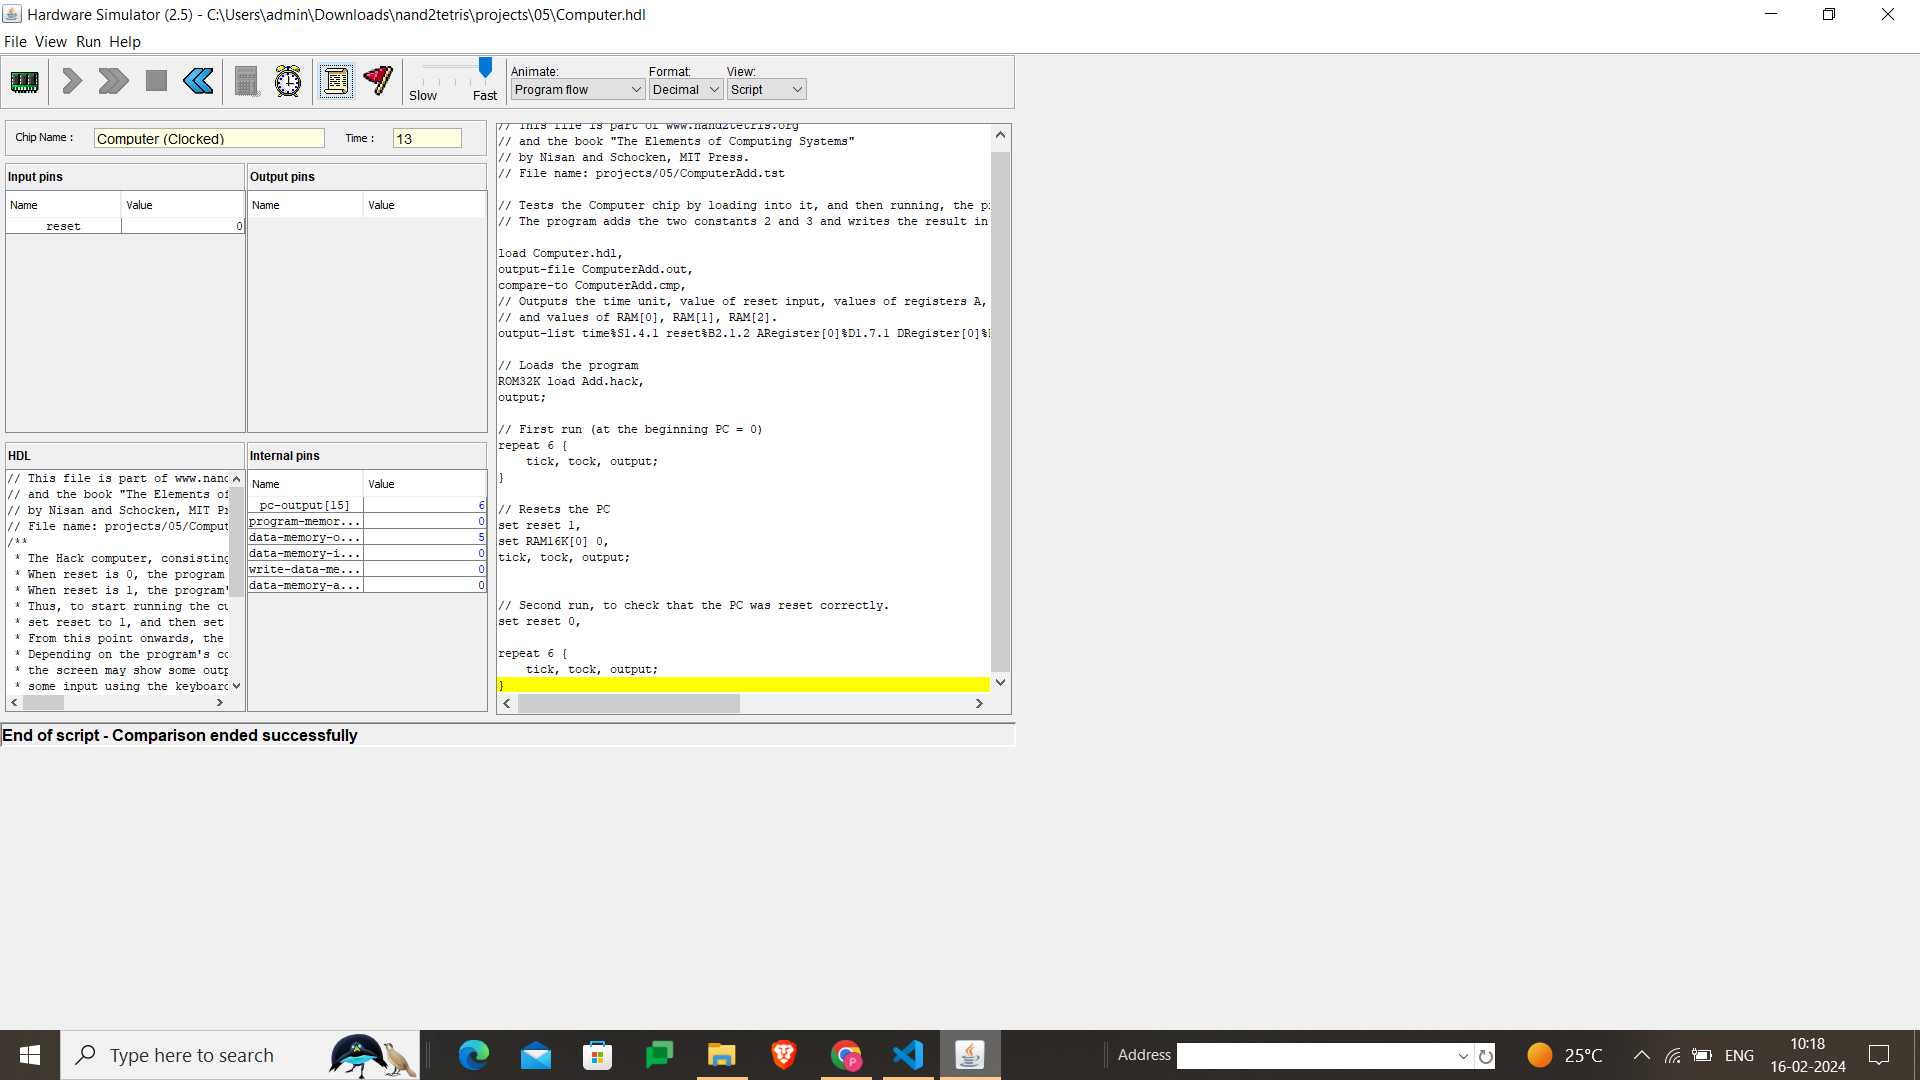 Hardware Simulator (2.5) - C:\Users\admin\Downloads\nand2tetris\projects\05\Computer.hdl
File View Run Help
Slow Fast
Animate: Format: View:
Program flow Decimal Script
Chip Name : Computer (Clocked) Time : 13
Input pins
Name Value
reset 0
Output pins
Name Value
HDL
// This file is part of www.nand
// and the book "The Elements of
// by Nisan and Schocken, MIT Pr
// File name: projects/05/Comput
/**
* The Hack computer, consisting
* When reset is 0, the program
* When reset is 1, the program'
* Thus, to start running the cu
* set reset to 1, and then set
* From this point onwards, the
* Depending on the program's co
* the screen may show some outp
* some input using the keyboard
Internal pins
Name Value
pc-output[15] 6
program-memor... 0
data-memory-o... 5
data-memory-i... 0
write-data-me... 0
data-memory-a... 0
// This file is part of www.nand2tetris.org
// and the book "The Elements of Computing Systems"
// by Nisan and Schocken, MIT Press.
// File name: projects/05/ComputerAdd.tst
// Tests the Computer chip by loading into it, and then running, the p
// The program adds the two constants 2 and 3 and writes the result in
load Computer.hdl,
output-file ComputerAdd.out,
compare-to ComputerAdd.cmp,
// Outputs the time unit, value of reset input, values of registers A,
// and values of RAM[0], RAM[1], RAM[2].
output-list time%S1.4.1 reset%B2.1.2 ARegister[0]%D1.7.1 DRegister[0]%
// Loads the program
ROM32K load Add.hack,
output;
// First run (at the beginning PC = 0)
repeat 6 {
tick, tock, output;
}
// Resets the PC
set reset 1,
set RAM16K[0] 0,
tick, tock, output;
// Second run, to check that the PC was reset correctly.
set reset 0,
repeat 6 {
tick, tock, output;
}
End of script - Comparison ended successfully
Type here to search
Address
25°C
ENG
10:18
16-02-2024